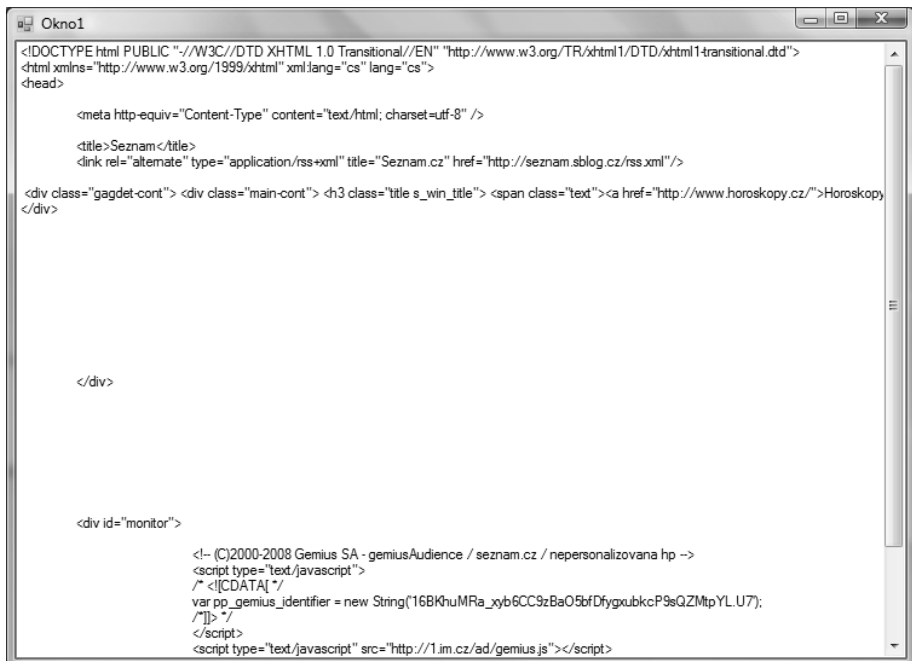 Okno1
<!DOCTYPE html PUBLIC "-//W3C//DTD XHTML 1.0 Transitional//EN" "http://www.w3.org/TR/xhtml1/DTD/xhtml1-transitional.dtd">
<html xmlns="http://www.w3.org/1999/xhtml" xml:lang="cs" lang="cs">
<head>
<meta http-equiv="Content-Type" content="text/html; charset=utf-8" />
<title>Seznam</title>
<link rel="alternate" type="application/rss+xml" title="Seznam.cz" href="http://seznam.sblog.cz/rss.xml"/>
<div class="gagdet-cont"> <div class="main-cont"> <h3 class="title s_win_title"> <span class="text"><a href="http://www.horoskopy.cz/">Horoskopy
</div>
</div>
<div id="monitor">
<!-- (C)2000-2008 Gemius SA - gemiusAudience / seznam.cz / nepersonalizovana hp -->
<script type="text/javascript">
/* <![CDATA[ */
var pp_gemius_identifier = new String('16BKhuMRa_xyb6CC9zBaO5bfDfygxubkcP9sQZMtpYL.U7');
/*]]> */
</script>
<script type="text/javascript" src="http://1.im.cz/ad/gemius.js"></script>